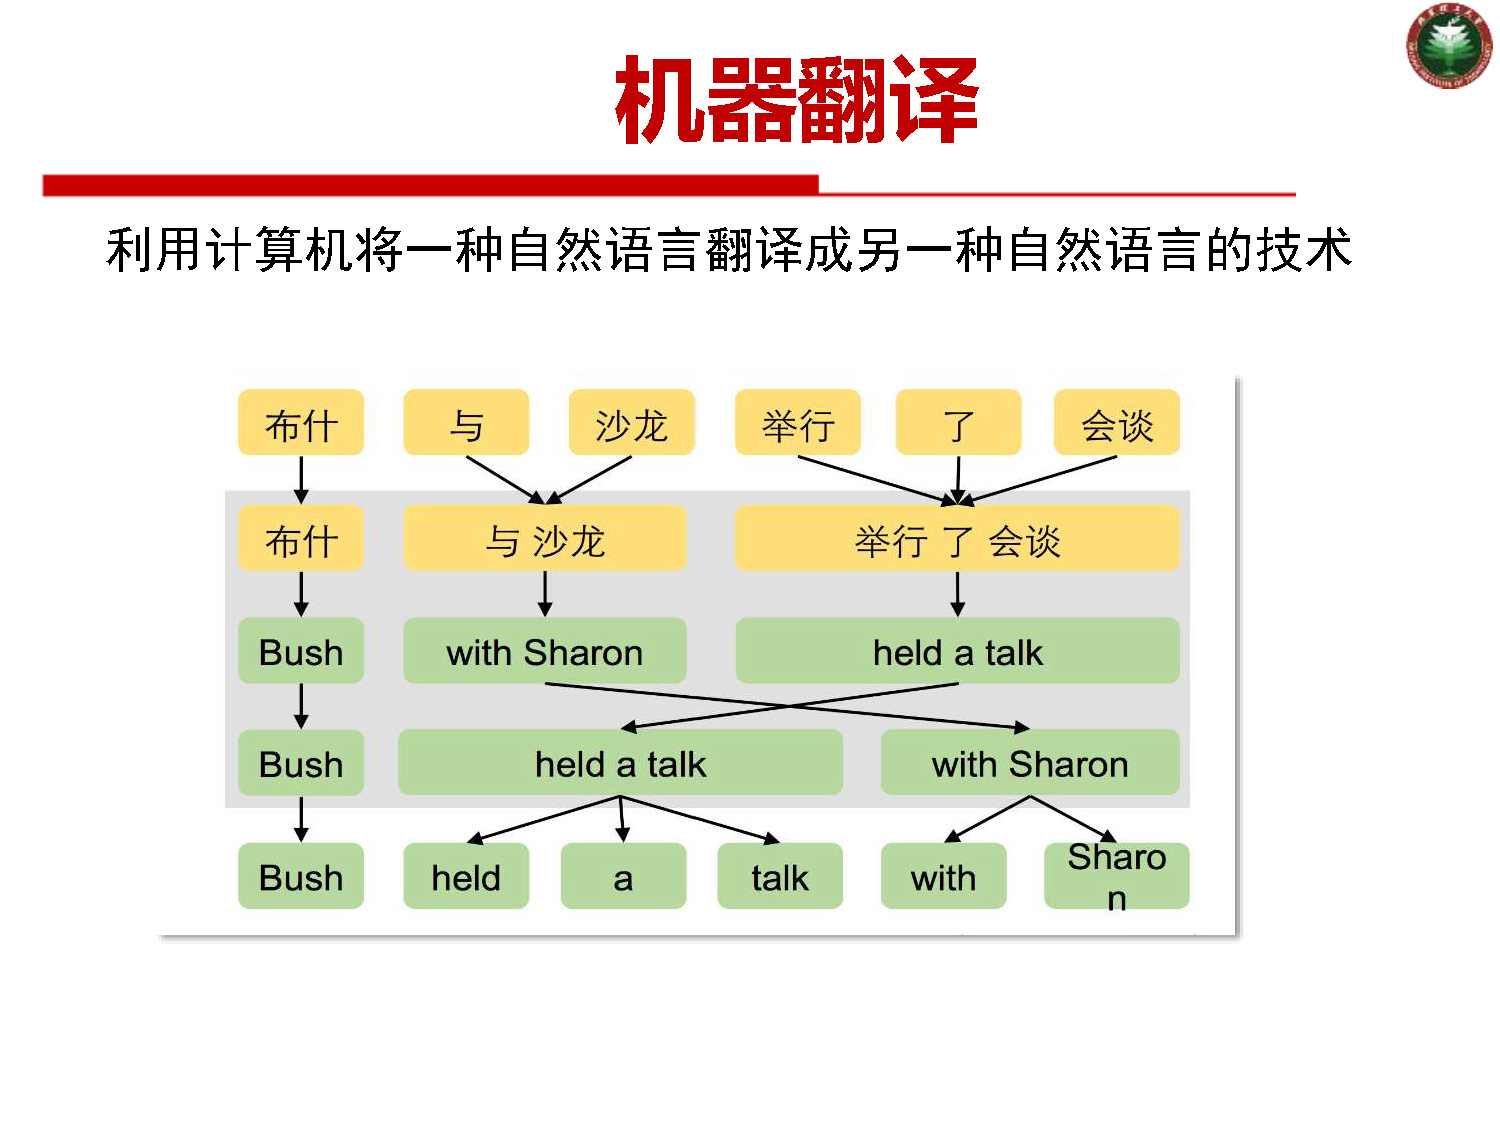 机器翻译
利用计算机将一种自然语言翻译成另一种自然语言的技术
布什 与 沙龙 举行 了 会谈
布什 与 沙龙 举行 了 会谈
Bush with Sharon held a talk
Bush held a talk with Sharon
Bush held a talk with Sharo
n